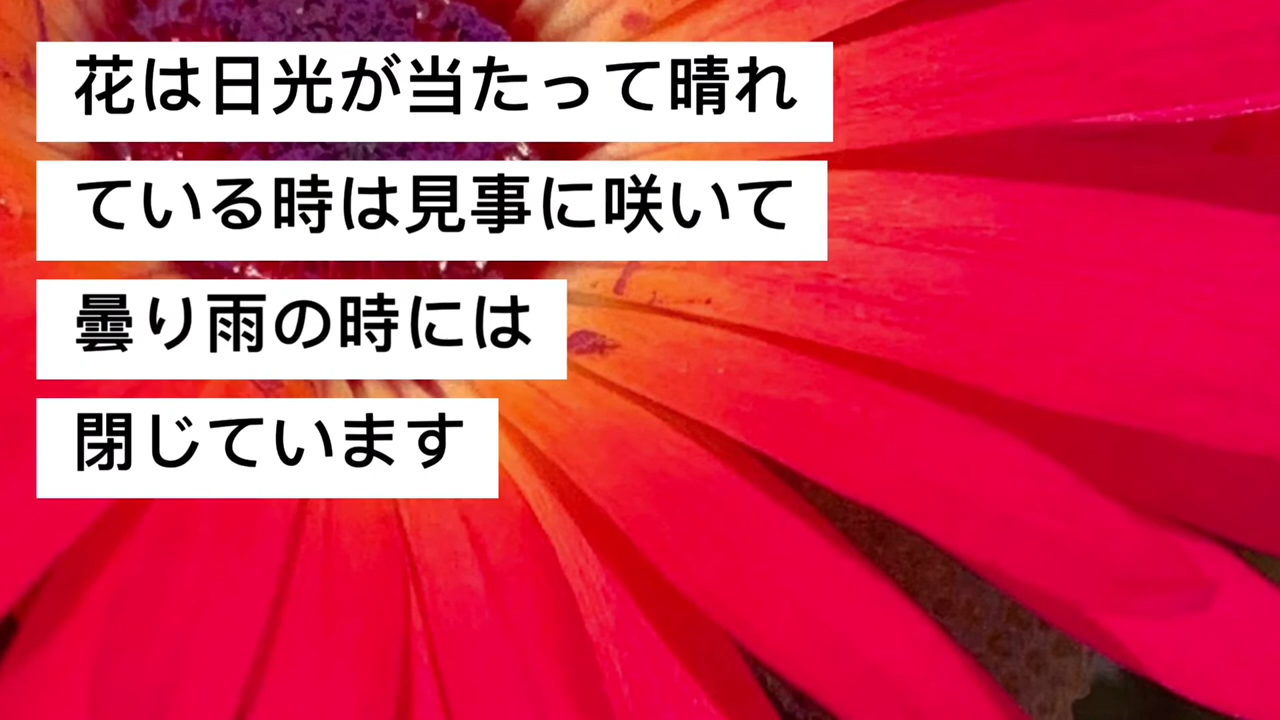 花は日光が当たって晴れ
ている時は見事に咲いて
曇り雨の時には
閉じています